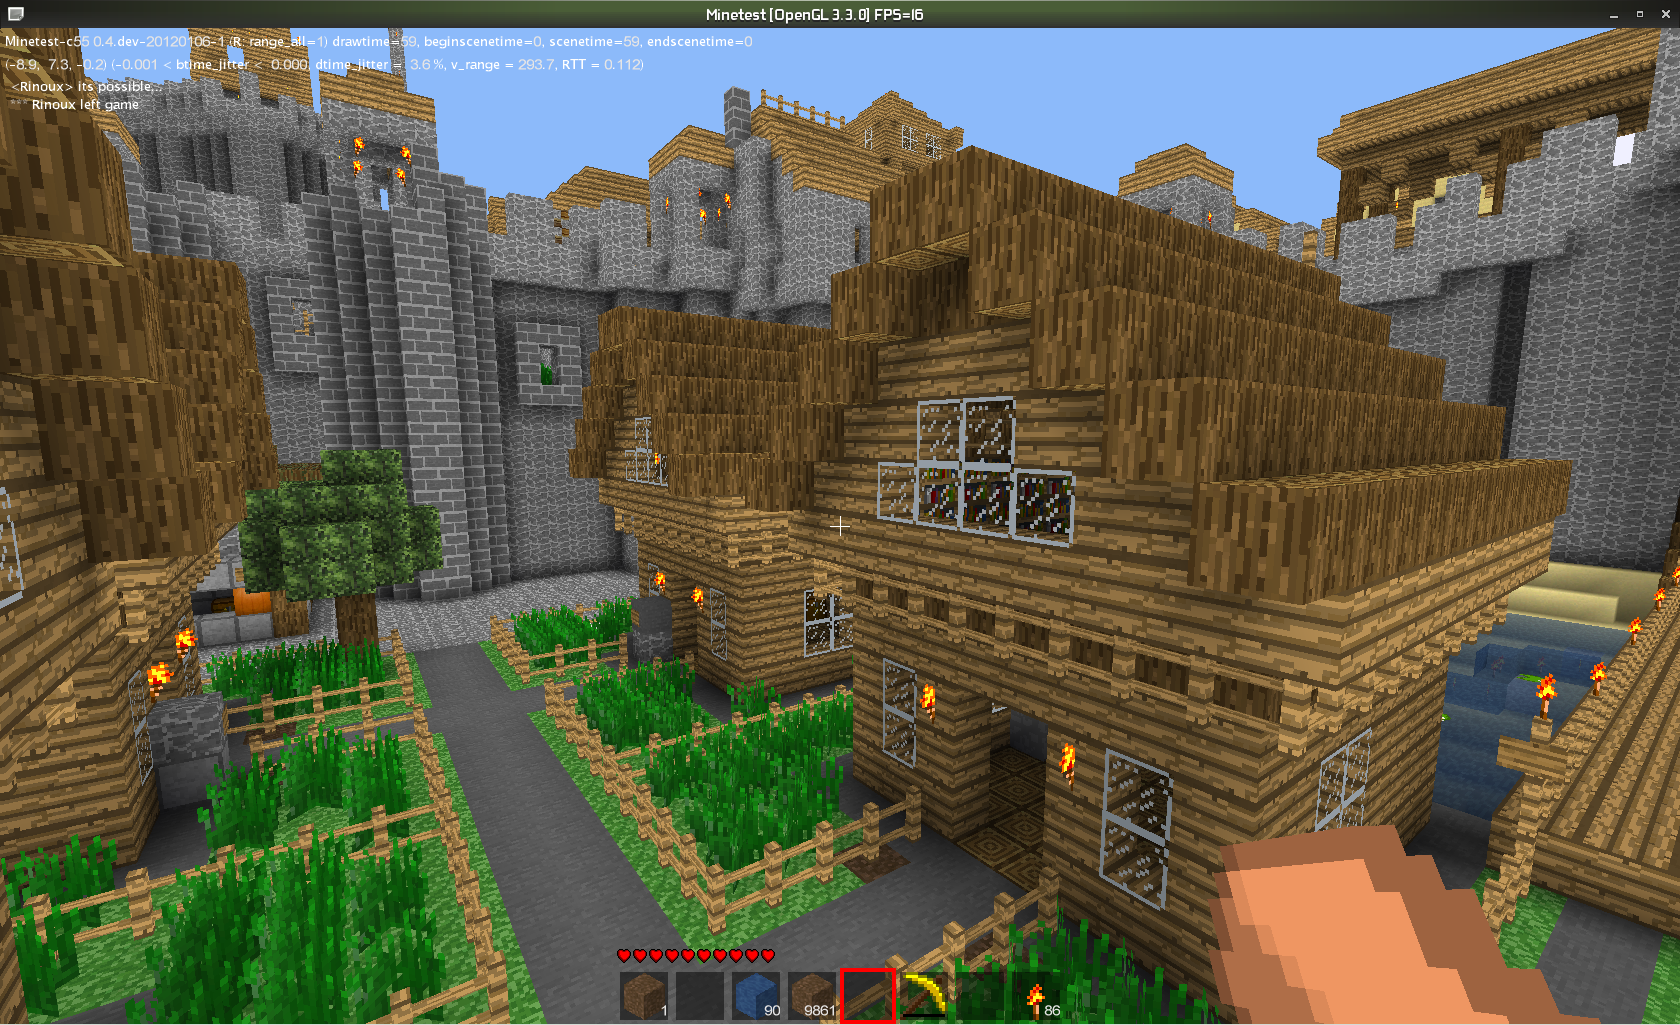 Minetest [OpenGL 3.3.0] FPS=16
Minetest-c55 0.4.dev-20120106-1 (R: range_all=1) drawtime=59, beginscenetime=0, scenetime=59, endscenetime=0
(-8.9, 7.3, -0.2) (-0.001 < btime_jitter < 0.000, dtime_jitter = 3.6 %, v_range = 293.7, RTT = 0.112)
<Rinoux> its possible...
*** Rinoux left game
1 90 9861 86